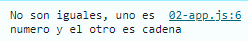 No son iguales, uno es 02-app.js:6
numero y el otro es cadena